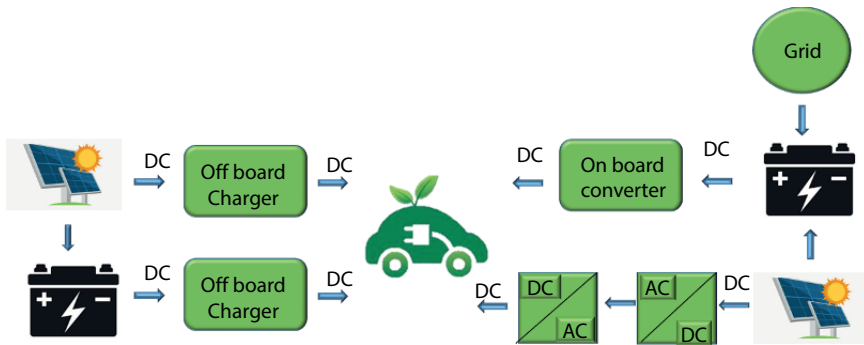 Grid
DC
Off board
Charger
DC
DC
On board
converter
DC
DC
Off board
Charger
DC
DC
DC
AC
AC
DC
DC